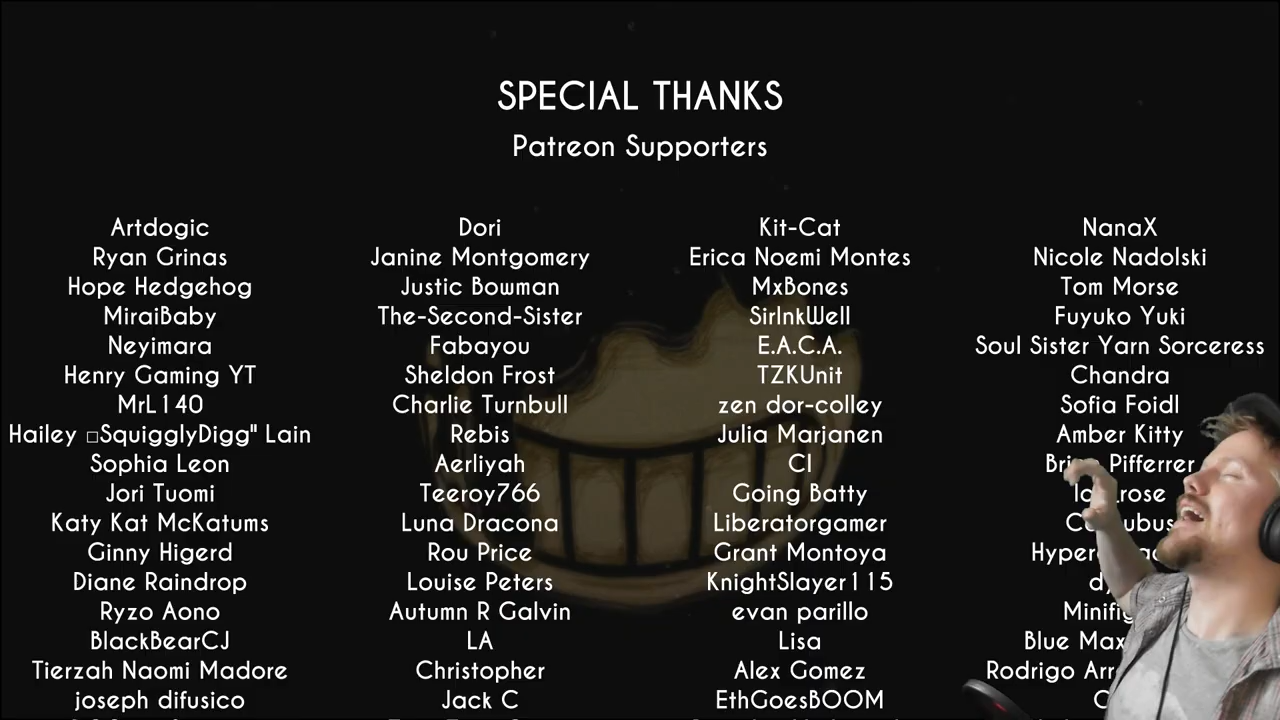 SPECIAL THANKS
Patreon Supporters
Artdogic
Ryan Grinas
Hope Hedgehog
MiraiBaby
Neyimara
Henry Gaming YT
MrL140
Hailey □SquigglyDigg" Lain
Sophia Leon
Jori Tuomi
Katy Kat McKatums
Ginny Higerd
Diane Raindrop
Ryzo Aono
BlackBearCJ
Tierzah Naomi Madore
joseph difusico
Dori
Janine Montgomery
Justic Bowman
The-Second-Sister
Fabayou
Sheldon Frost
Charlie Turnbull
Rebis
Aerliyah
Teeroy766
Luna Dracona
Rou Price
Louise Peters
Autumn R Galvin
LA
Christopher
Jack C
Kit-Cat
Erica Noemi Montes
MxBones
SirInkWell
E.A.C.A.
TZKUnit
zen dor-colley
Julia Marjanen
CJ
Going Batty
Liberatorgamer
Grant Montoya
KnightSlayer115
evan parillo
Lisa
Alex Gomez
EthGoesBOOM
NanaX
Nicole Nadolski
Tom Morse
Fuyuko Yuki
Soul Sister Yarn Sorceress
Chandra
Sofia Foidl
Amber Kitty
Pifferrer
Blue
Rodrigo